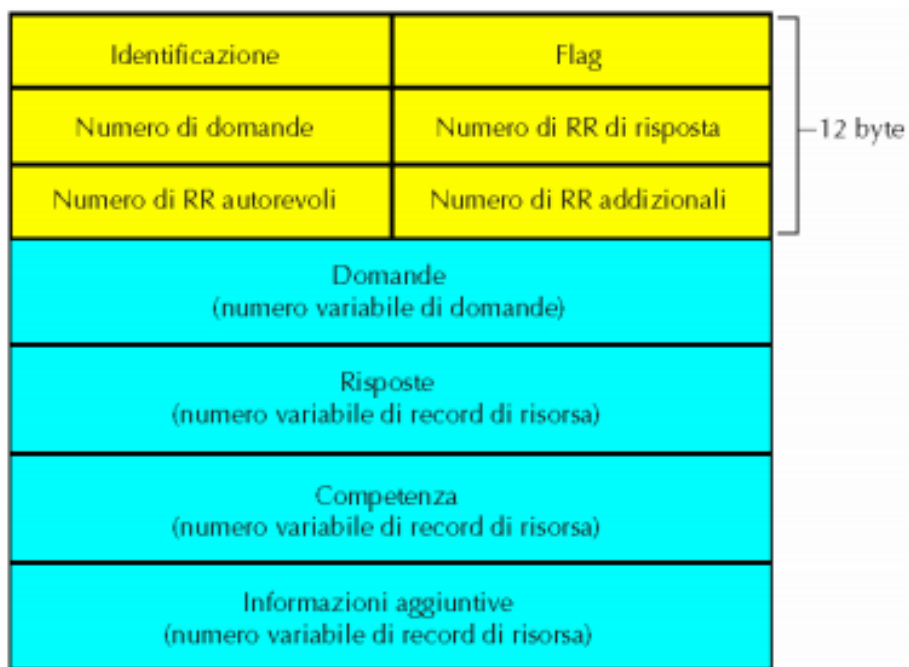 Identificazione
Flag
Numero di domande
Numero di RR di risposta
12 byte
Numero di RR autorevoli
Numero di RR addizionali
Domande
(numero variabile di domande)
Risposte
(numero variabile di record di risorsa)
Competenza
(numero variabile di record di risorsa)
Informazioni aggiuntive
(numero variabile di record di risorsa)